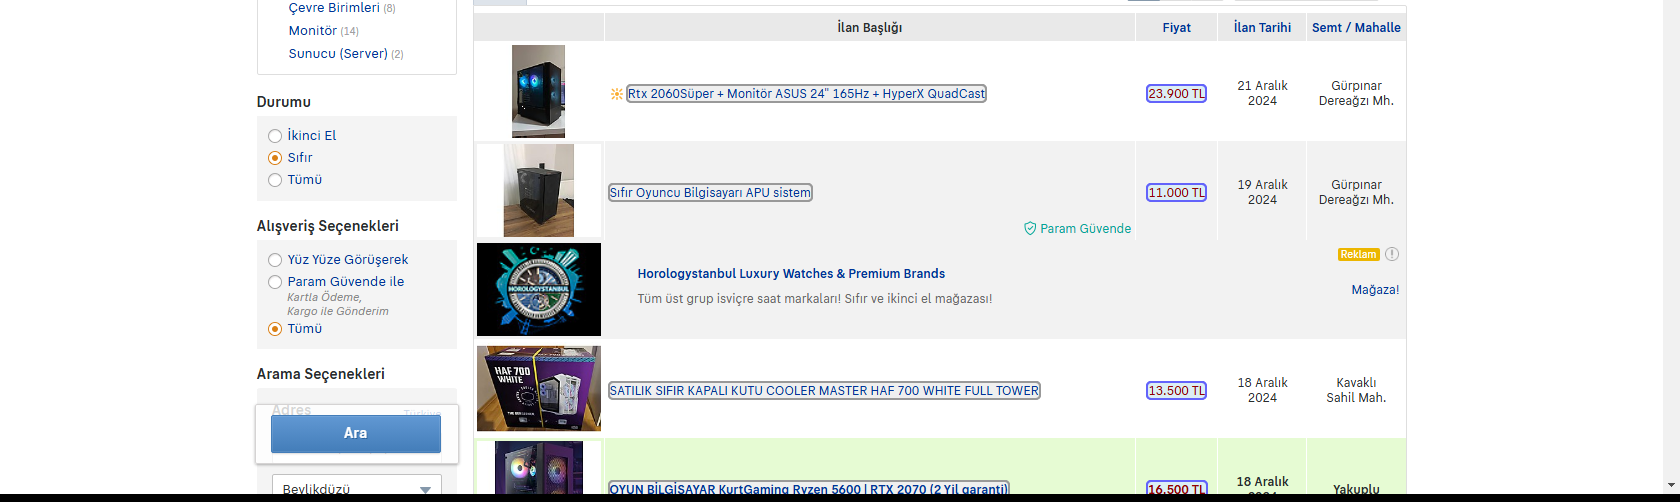 Çevre Birimleri (8)
Monitör (14)
Sunucu (Server) (2)
Durumu
İkinci El
Sıfır
Tümü
Alışveriş Seçenekleri
Yüz Yüze Görüşerek
Param Güvende ile
Kartla Ödeme,
Kargo ile Gönderim
Tümü
Arama Seçenekleri
Adres
Türkiye
Ara
Beylikdüzü
İlan Başlığı Fiyat İlan Tarihi Semt / Mahalle
Rtx 2060Süper + Monitör ASUS 24" 165Hz + HyperX QuadCast
23.900 TL
21 Aralık
2024
Gürpınar
Dereağzı Mh.
Sıfır Oyuncu Bilgisayarı APU sistem
Param Güvende
11.000 TL
19 Aralık
2024
Gürpınar
Dereağzı Mh.
HOROLOGYSTANBUL
Horologystanbul Luxury Watches & Premium Brands
Tüm üst grup isviçre saat markaları! Sıfır ve ikinci el mağazası!
Reklam
Mağaza!
HAF 700
WHITE
SATILIK SIFIR KAPALI KUTU COOLER MASTER HAF 700 WHITE FULL TOWER
13.500 TL
18 Aralık
2024
Kavaklı
Sahil Mah.
OYUN BİLGİSAYAR KurtGaming Ryzen 5600 | RTX 2070 (2 Yil garanti)
16.500 TL
18 Aralık
2024
Yakuplu